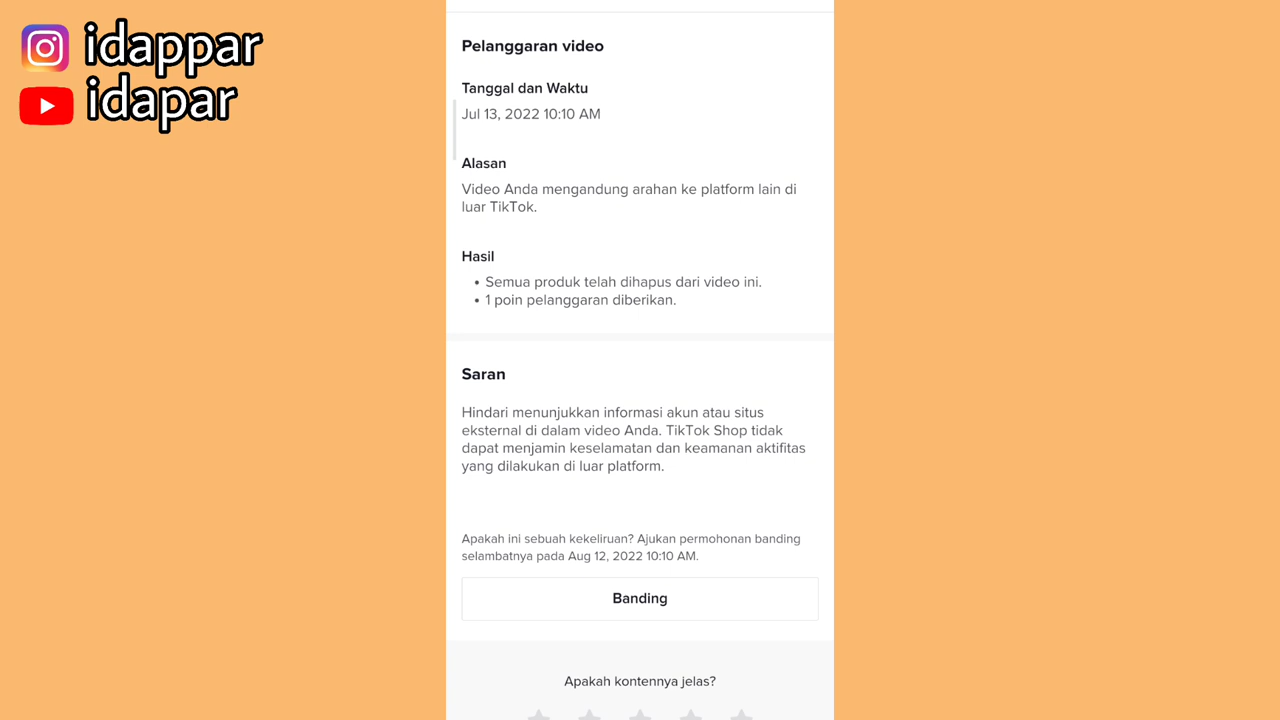 idappar
idapar
Pelanggaran video
Tanggal dan Waktu
Jul 13, 2022 10:10 AM
Alasan
Video Anda mengandung arahan ke platform lain di
luar TikTok.
Hasil
• Semua produk telah dihapus dari video ini.
• 1 poin pelanggaran diberikan.
Saran
Hindari menunjukkan informasi akun atau situs
eksternal di dalam video Anda. TikTok Shop tidak
dapat menjamin keselamatan dan keamanan aktifitas
yang dilakukan di luar platform.
Apakah ini sebuah kekeliruan? Ajukan permohonan banding
selambatnya pada Aug 12, 2022 10:10 AM.
Banding
Apakah kontennya jelas?